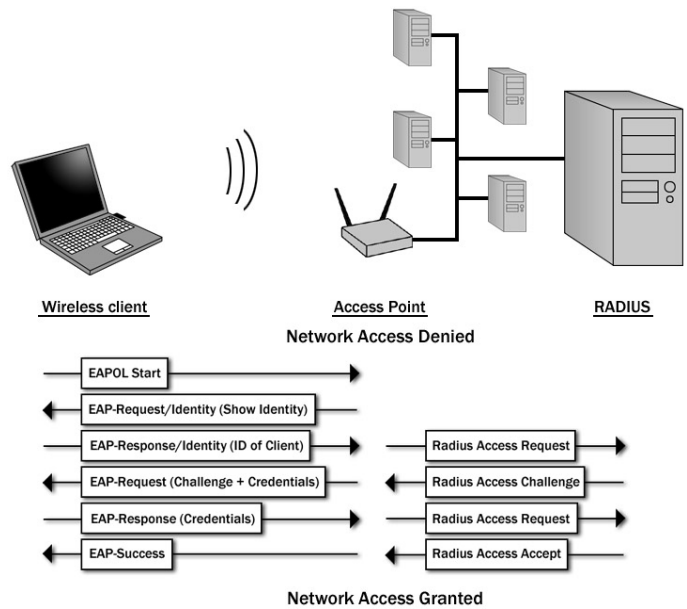 Wireless client
Access Point
RADIUS
Network Access Denied
EAPOL Start
EAP-Request/Identity (Show Identity)
EAP-Response/Identity (ID of Client)
Radius Access Request
EAP-Request (Challenge + Credentials)
Radius Access Challenge
EAP-Response (Credentials)
Radius Access Request
EAP-Success
Radius Access Accept
Network Access Granted